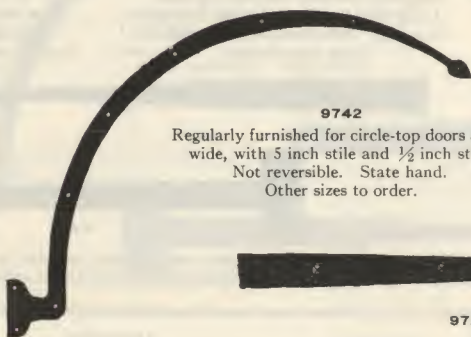 9742
Regularly furnished for circle-top doors
wide, with 5 inch stile and ½ inch st
Not reversible. State hand.
Other sizes to order.
97